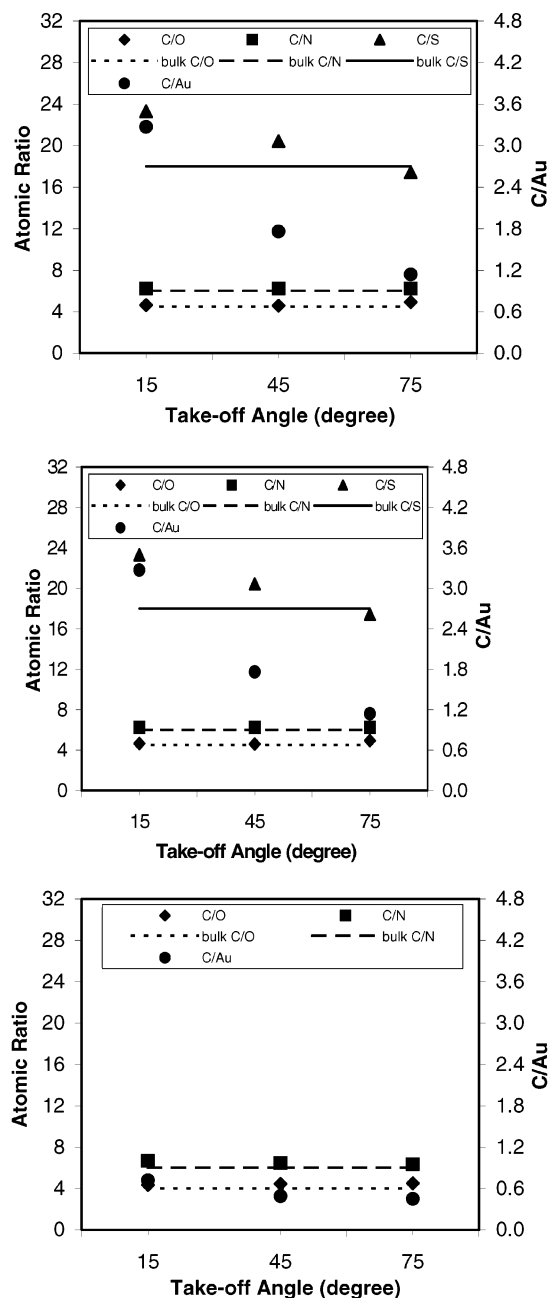 32 4.8
C/O C/N C/S
28 4.2
bulk C/O bulk C/N bulk C/S
C/Au
24 3.6
20 3.0
16 2.4
12 1.8
8 1.2
4 0.6
0 0.0
Atomic Ratio
C/Au
15 45 75
Take-off Angle (degree)
32 4.8
C/O C/N C/S
28 4.2
bulk C/O bulk C/N bulk C/S
C/Au
24 3.6
20 3.0
16 2.4
12 1.8
8 1.2
4 0.6
0 0.0
Atomic Ratio
C/Au
15 45 75
Take-off Angle (degree)
32 4.8
C/O C/N
28 4.2
bulk C/O bulk C/N
C/Au
24 3.6
20 3.0
16 2.4
12 1.8
8 1.2
4 0.6
0 0.0
Atomic Ratio
C/Au
15 45 75
Take-off Angle (degree)